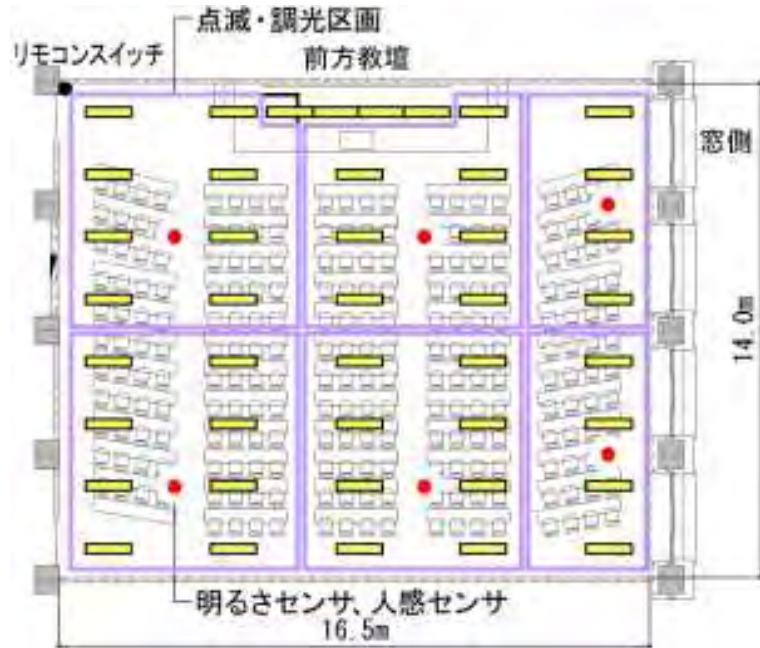 点滅・調光区画
リモコンスイッチ
前方教壇
窓側
14.0m
明るさセンサ、人感センサ
16.5m